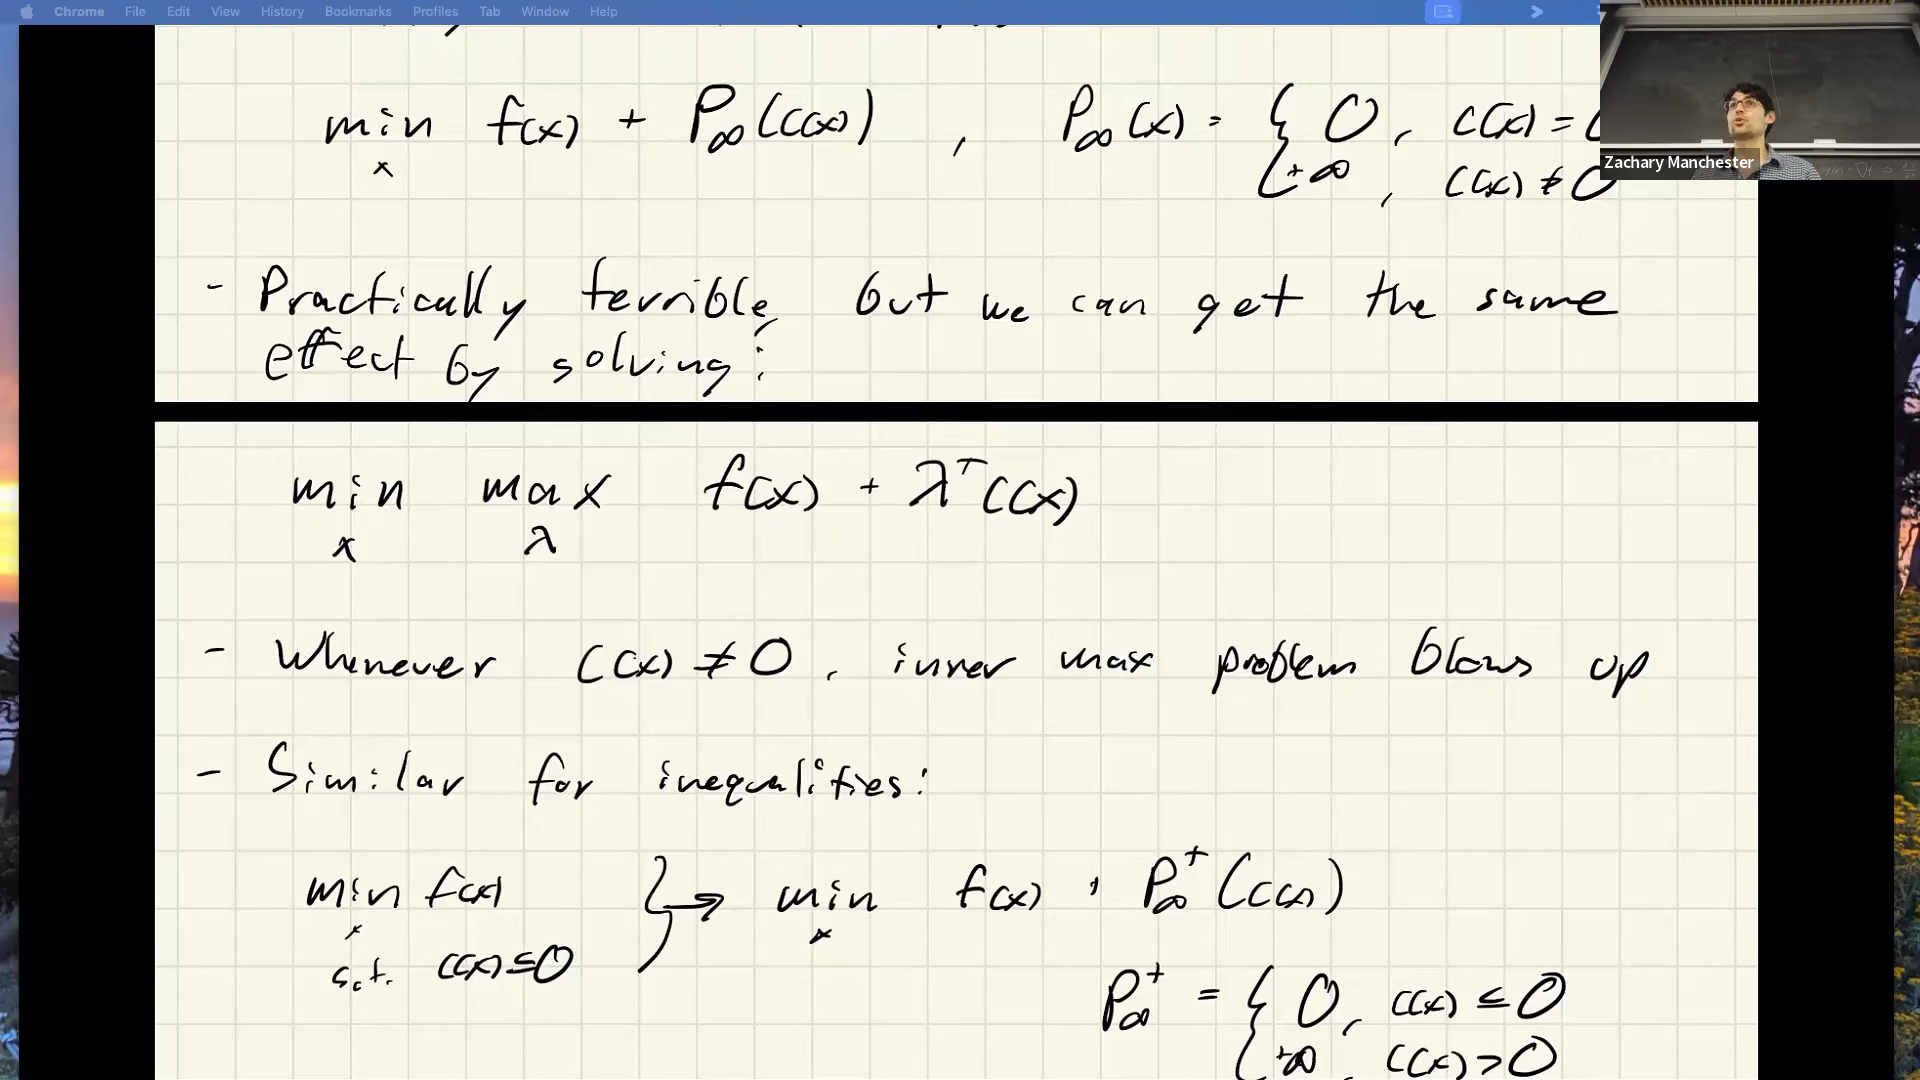 Chrome File Edit View History Bookmarks Profiles Tab Window Help
min f(x) + P∞(c(x)) , P∞(x) = { 0, c(x) = 0
x +∞, c(x) ≠ 0
Zachary Manchester
- Practically terrible, but we can get the same
effect by solving:
min max f(x) + λᵀc(x)
x λ
- Whenever c(x) ≠ 0, inner max problem blows up
- Similar for inequalities:
min f(x) } → min f(x) + P∞⁺(c(x))
x x
s.t. c(x) ≤ 0
P∞⁺ = { 0, c(x) ≤ 0
+∞, c(x) > 0